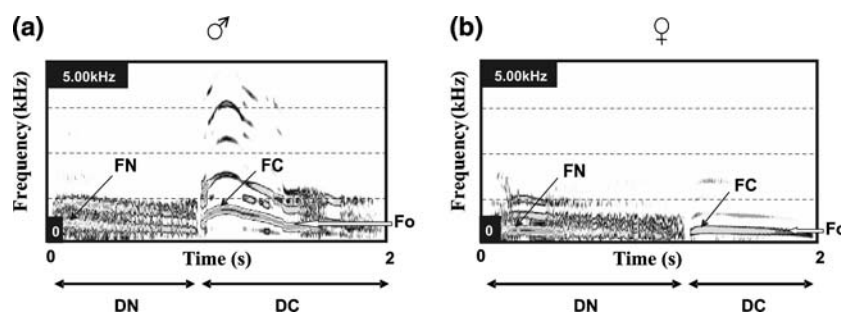 (a) ♂
5.00kHz
Frequency (kHz)
FN
FC
Fo
0
0 Time (s) 2
DN DC
(b) ♀
5.00kHz
Frequency (kHz)
FN
FC
Fo
0
0 Time (s) 2
DN DC